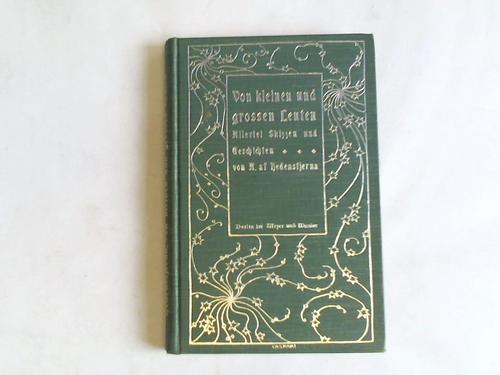 Von kleinen und
grossen Leuten
Allerlei Skizzen und
Geschichten
von A. af Hedenstjerna
Berlin bei Meyer und Wunder